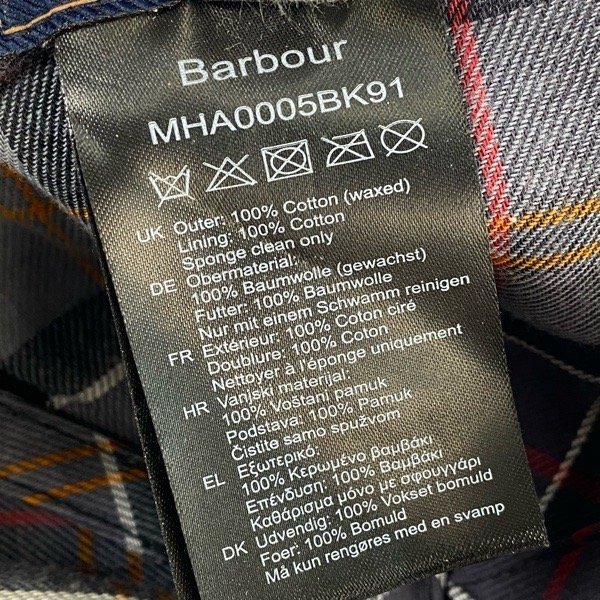 Barbour
MHA0005BK91
UK Outer: 100% Cotton (waxed)
Lining: 100% Cotton
Sponge clean only
DE Obermaterial:
100% Baumwolle (gewachst)
Futter: 100% Baumwolle
Nur mit einem Schwamm reinigen
FR Extérieur: 100% Coton ciré
Doublure: 100% Coton
Nettoyer à l'éponge uniquement
HR Vanjski materijal:
100% Voštani pamuk
Podstava: 100% Pamuk
Čistite samo spužvom
EL Εξωτερικό:
100% Κερωμένο βαμβάκι
Επένδυση: 100% Βαμβάκι
Καθάρισμα μόνο με σφουγγάρι
DK Udvendig: 100% Vokset bomuld
Foer: 100% Bomuld
Må kun rengøres med en svamp